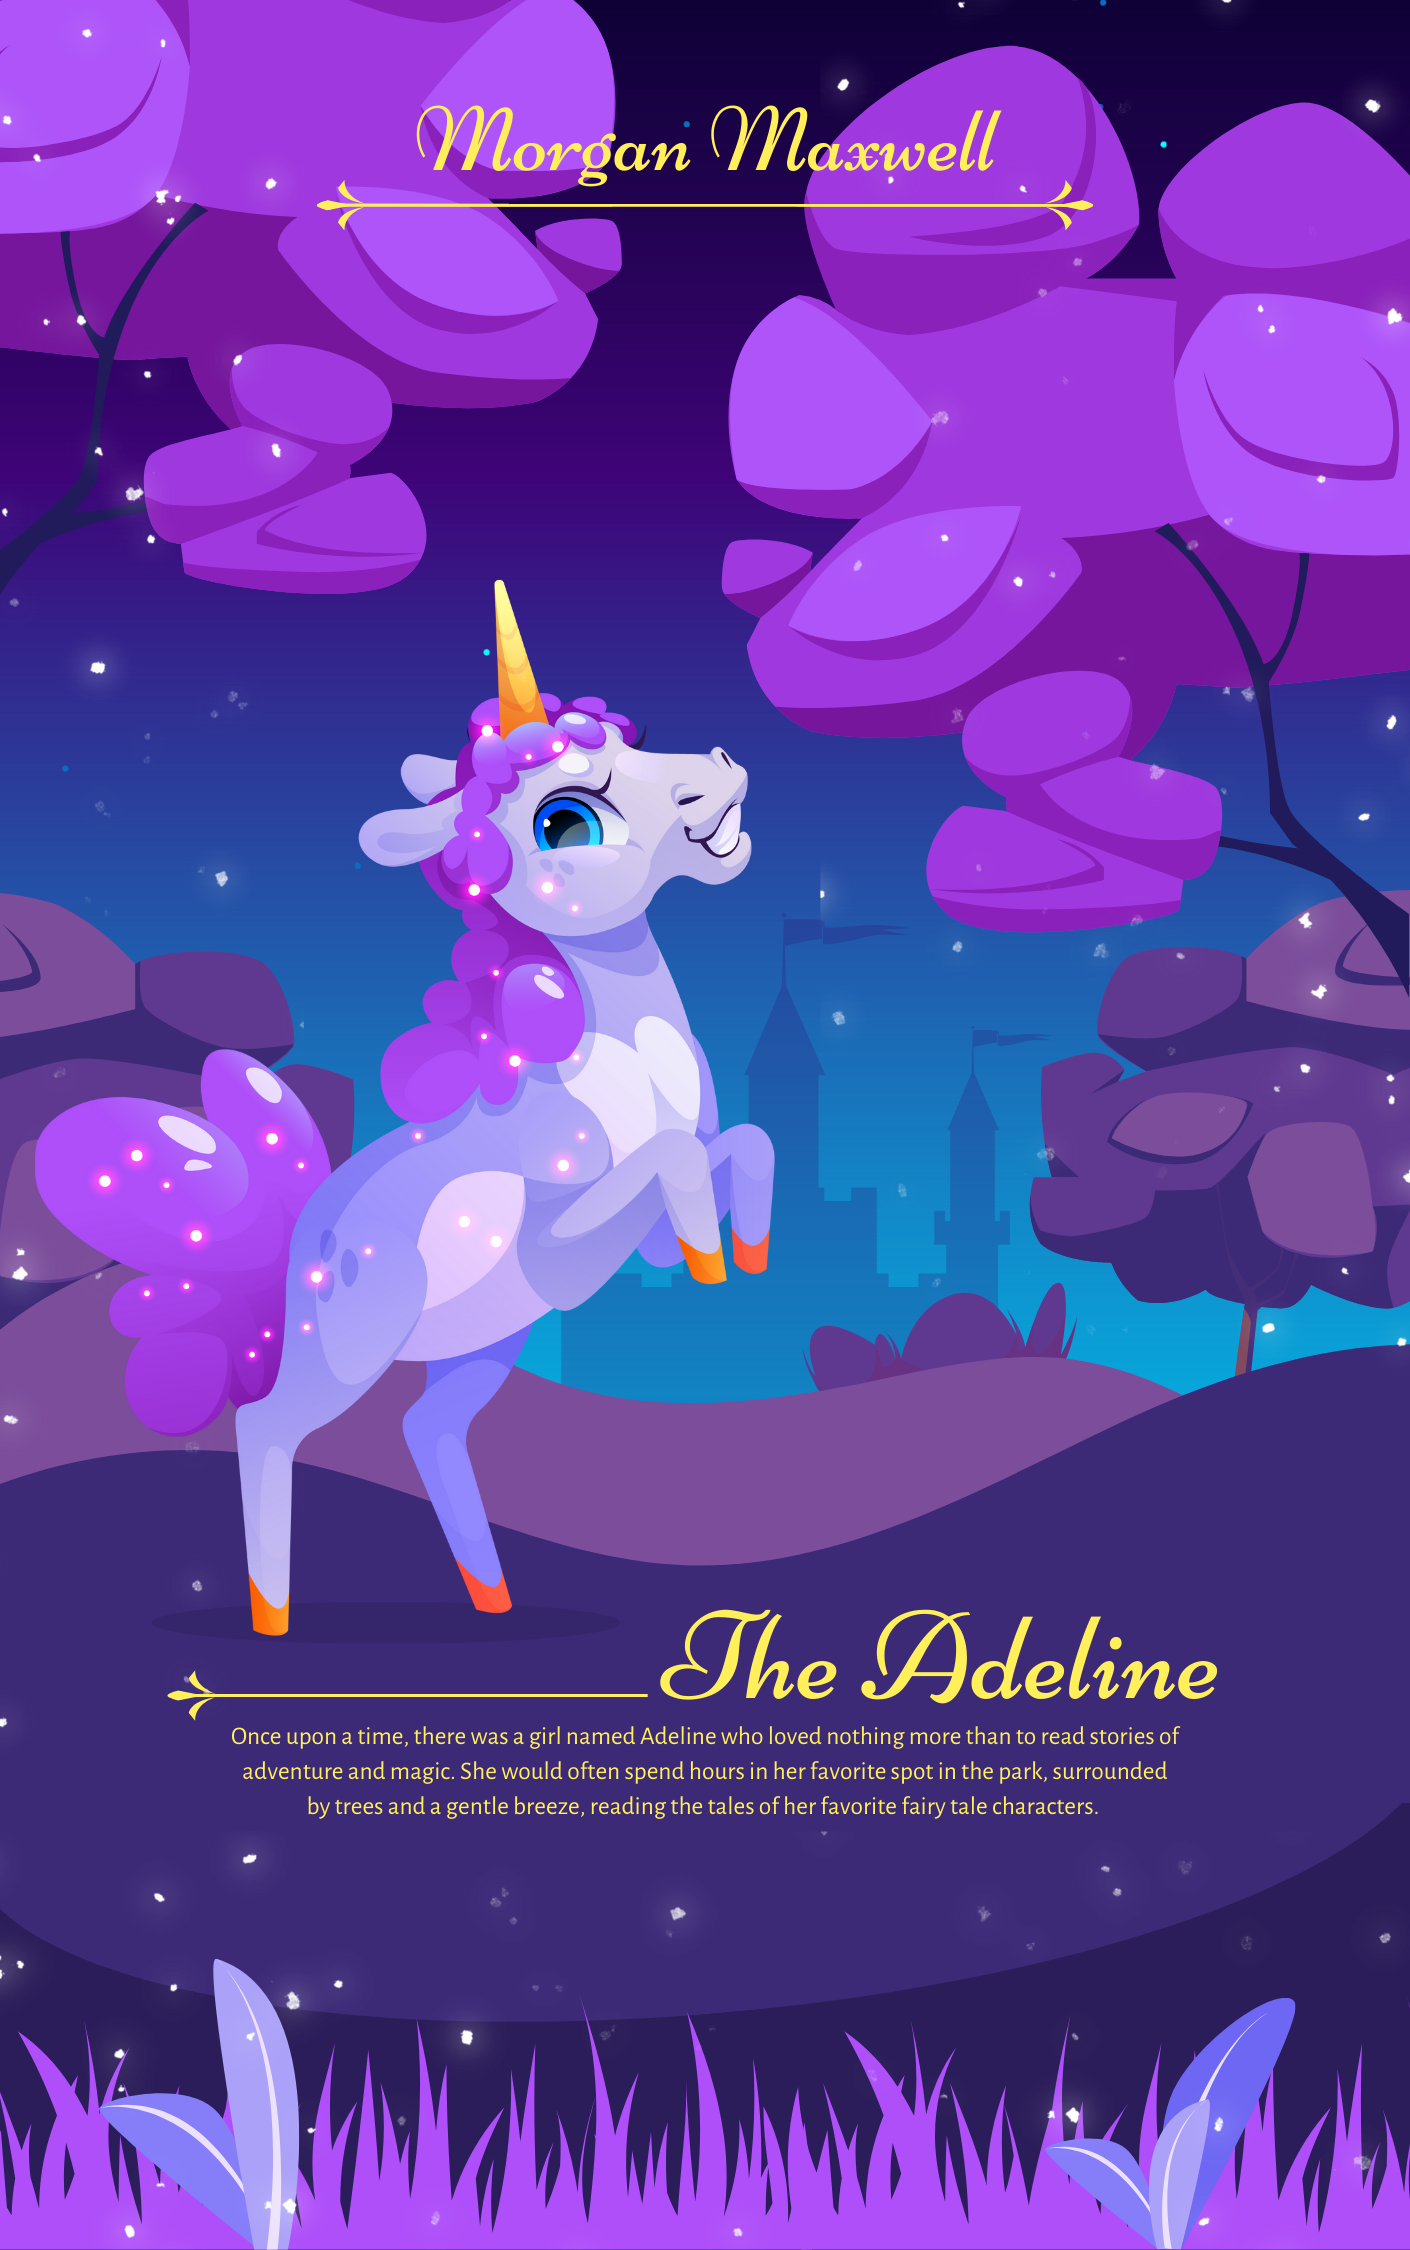 Morgan Maxwell
The Adeline
Once upon a time, there was a girl named Adeline who loved nothing more than to read stories of
adventure and magic. She would often spend hours in her favorite spot in the park, surrounded
by trees and a gentle breeze, reading the tales of her favorite fairy tale characters.